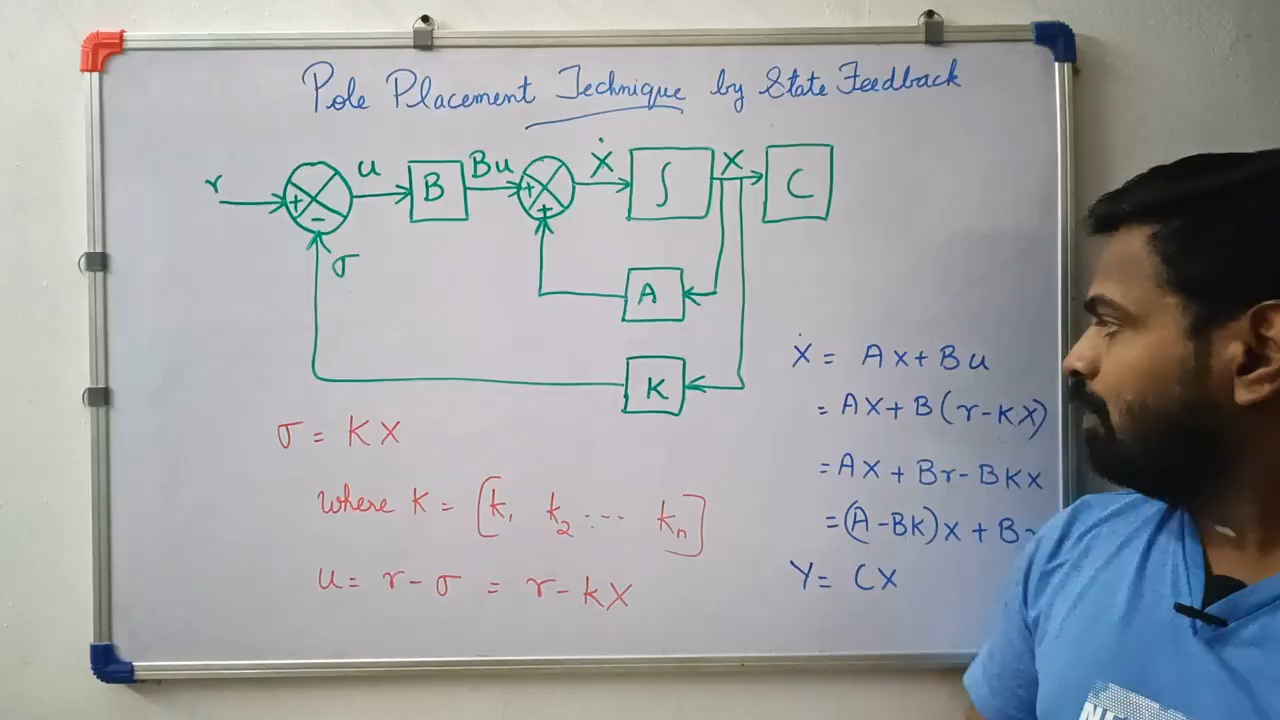 Pole Placement Technique by State Feedback
r + - u B Bu + + Ẋ ∫ X C
σ
A
K
σ = KX
where K = [k₁ k₂ ... kₙ]
u = r - σ = r - kX
Ẋ = AX + Bu
= AX + B(r - KX)
= AX + Br - BKX
= (A - BK)X + B
Y = CX